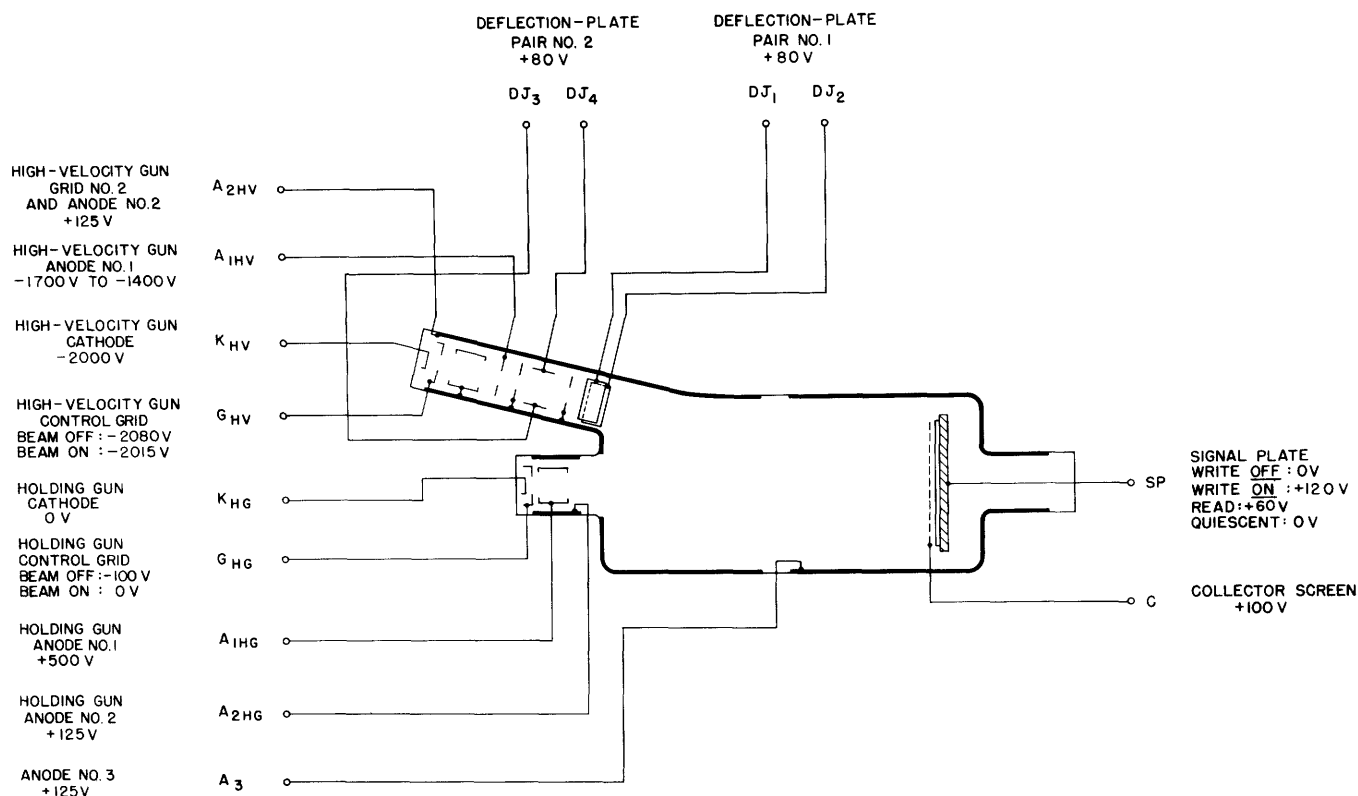 DEFLECTION-PLATE
PAIR NO. 2
+80 V
DJ3 DJ4
DEFLECTION-PLATE
PAIR NO. 1
+80 V
DJ1 DJ2
HIGH-VELOCITY GUN
GRID NO. 2
AND ANODE NO. 2
+125 V
A2HV
HIGH-VELOCITY GUN
ANODE NO. 1
-1700 V TO -1400 V
A1HV
HIGH-VELOCITY GUN
CATHODE
-2000 V
KHV
HIGH-VELOCITY GUN
CONTROL GRID
BEAM OFF : -2080V
BEAM ON : -2015V
GHV
HOLDING GUN
CATHODE
0 V
KHG
HOLDING GUN
CONTROL GRID
BEAM OFF : -100 V
BEAM ON : 0 V
GHG
HOLDING GUN
ANODE NO. 1
+500 V
A1HG
HOLDING GUN
ANODE NO. 2
+125 V
A2HG
ANODE NO. 3
+125 V
A3
SP
SIGNAL PLATE
WRITE OFF : 0V
WRITE ON : +120 V
READ : +60 V
QUIESCENT : 0 V
C
COLLECTOR SCREEN
+100 V